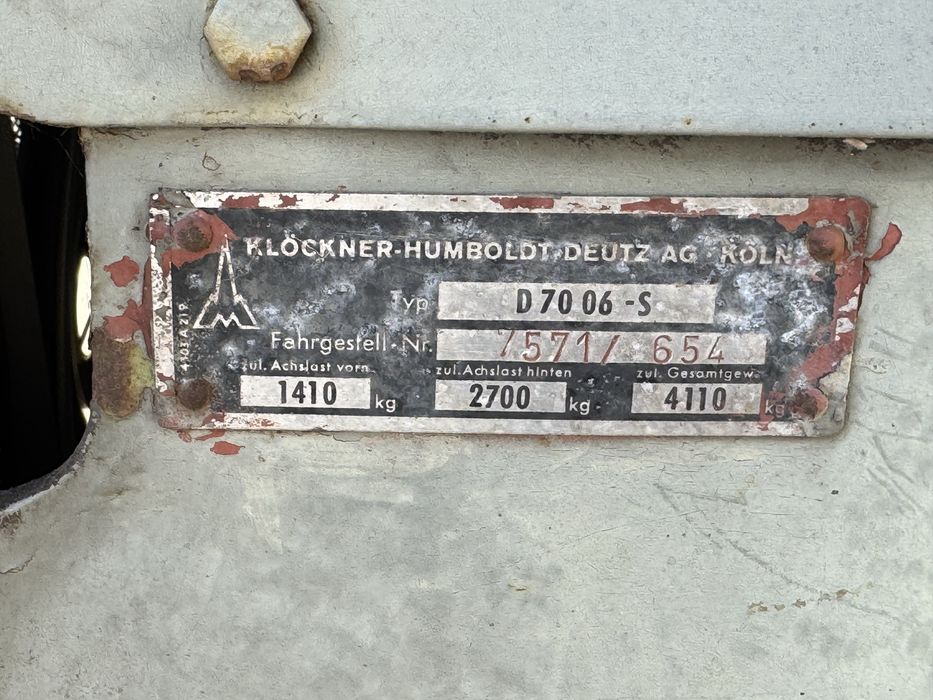 KLÖCKNER-HUMBOLDT-DEUTZ AG · KÖLN
Typ D 70 06 -S
Fahrgestell-Nr. 7571/ 654
zul. Achslast vorn zul. Achslast hinten zul. Gesamtgew.
1410 kg 2700 kg 4110 kg